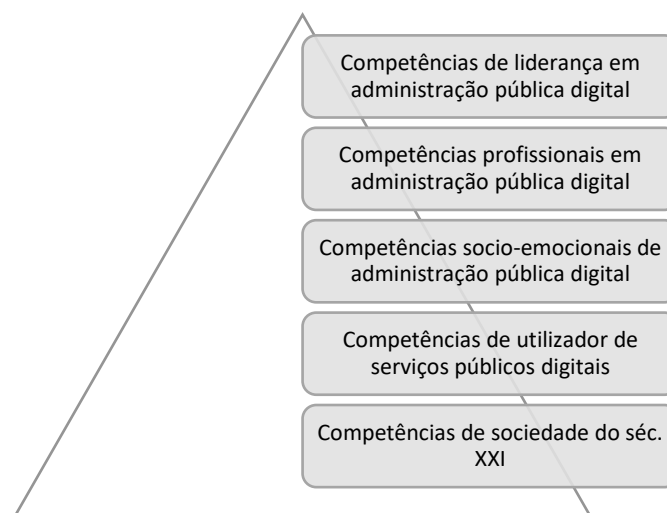 Competências de liderança em
administração pública digital
Competências profissionais em
administração pública digital
Competências socio-emocionais de
administração pública digital
Competências de utilizador de
serviços públicos digitais
Competências de sociedade do séc.
XXI